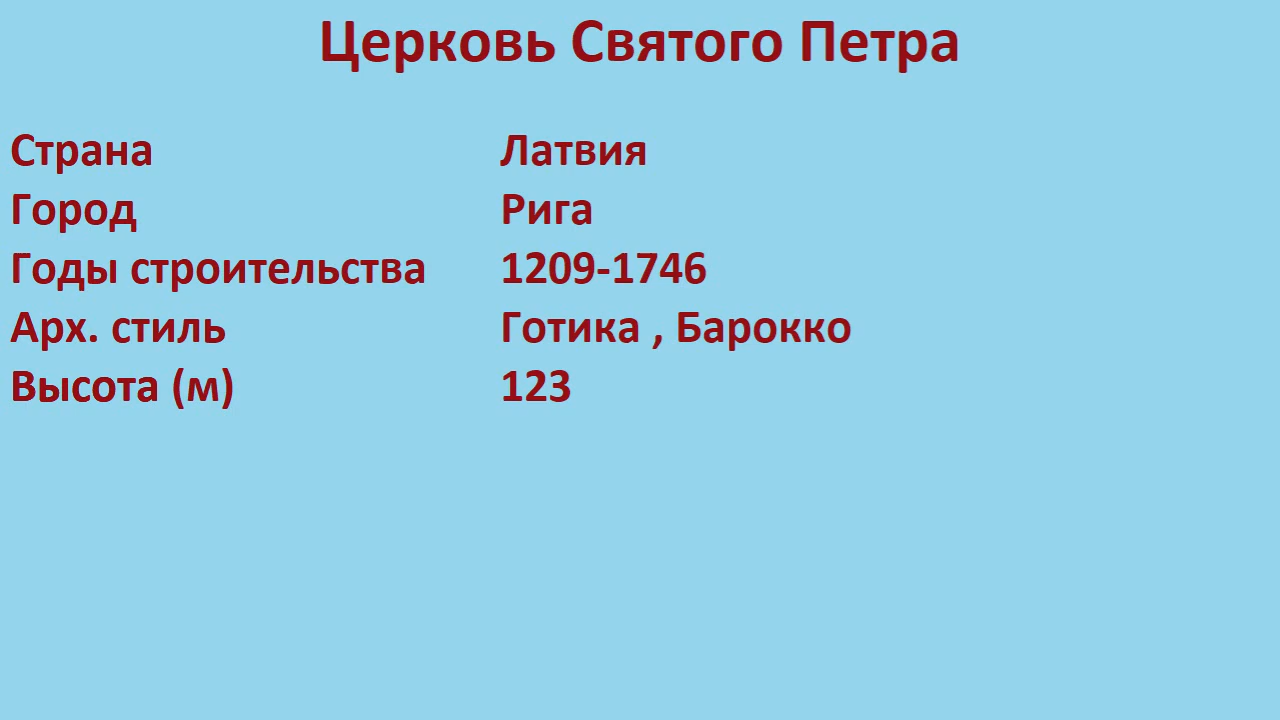 Церковь Святого Петра
Страна Латвия
Город Рига
Годы строительства 1209-1746
Арх. стиль Готика , Барокко
Высота (м) 123